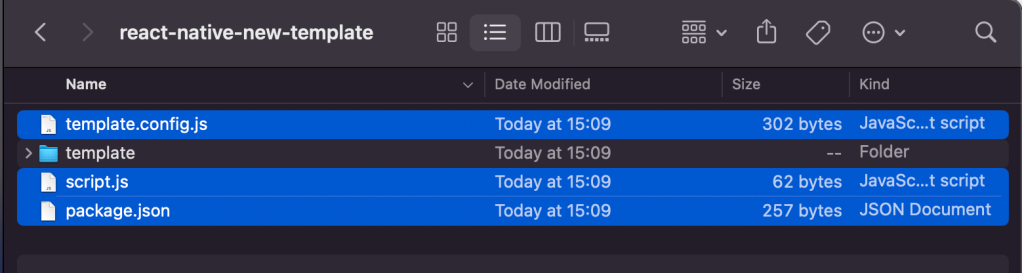 react-native-new-template
Name Date Modified Size Kind
template.config.js Today at 15:09 302 bytes JavaSc...t script
template Today at 15:09 -- Folder
script.js Today at 15:09 62 bytes JavaSc...t script
package.json Today at 15:09 257 bytes JSON Document